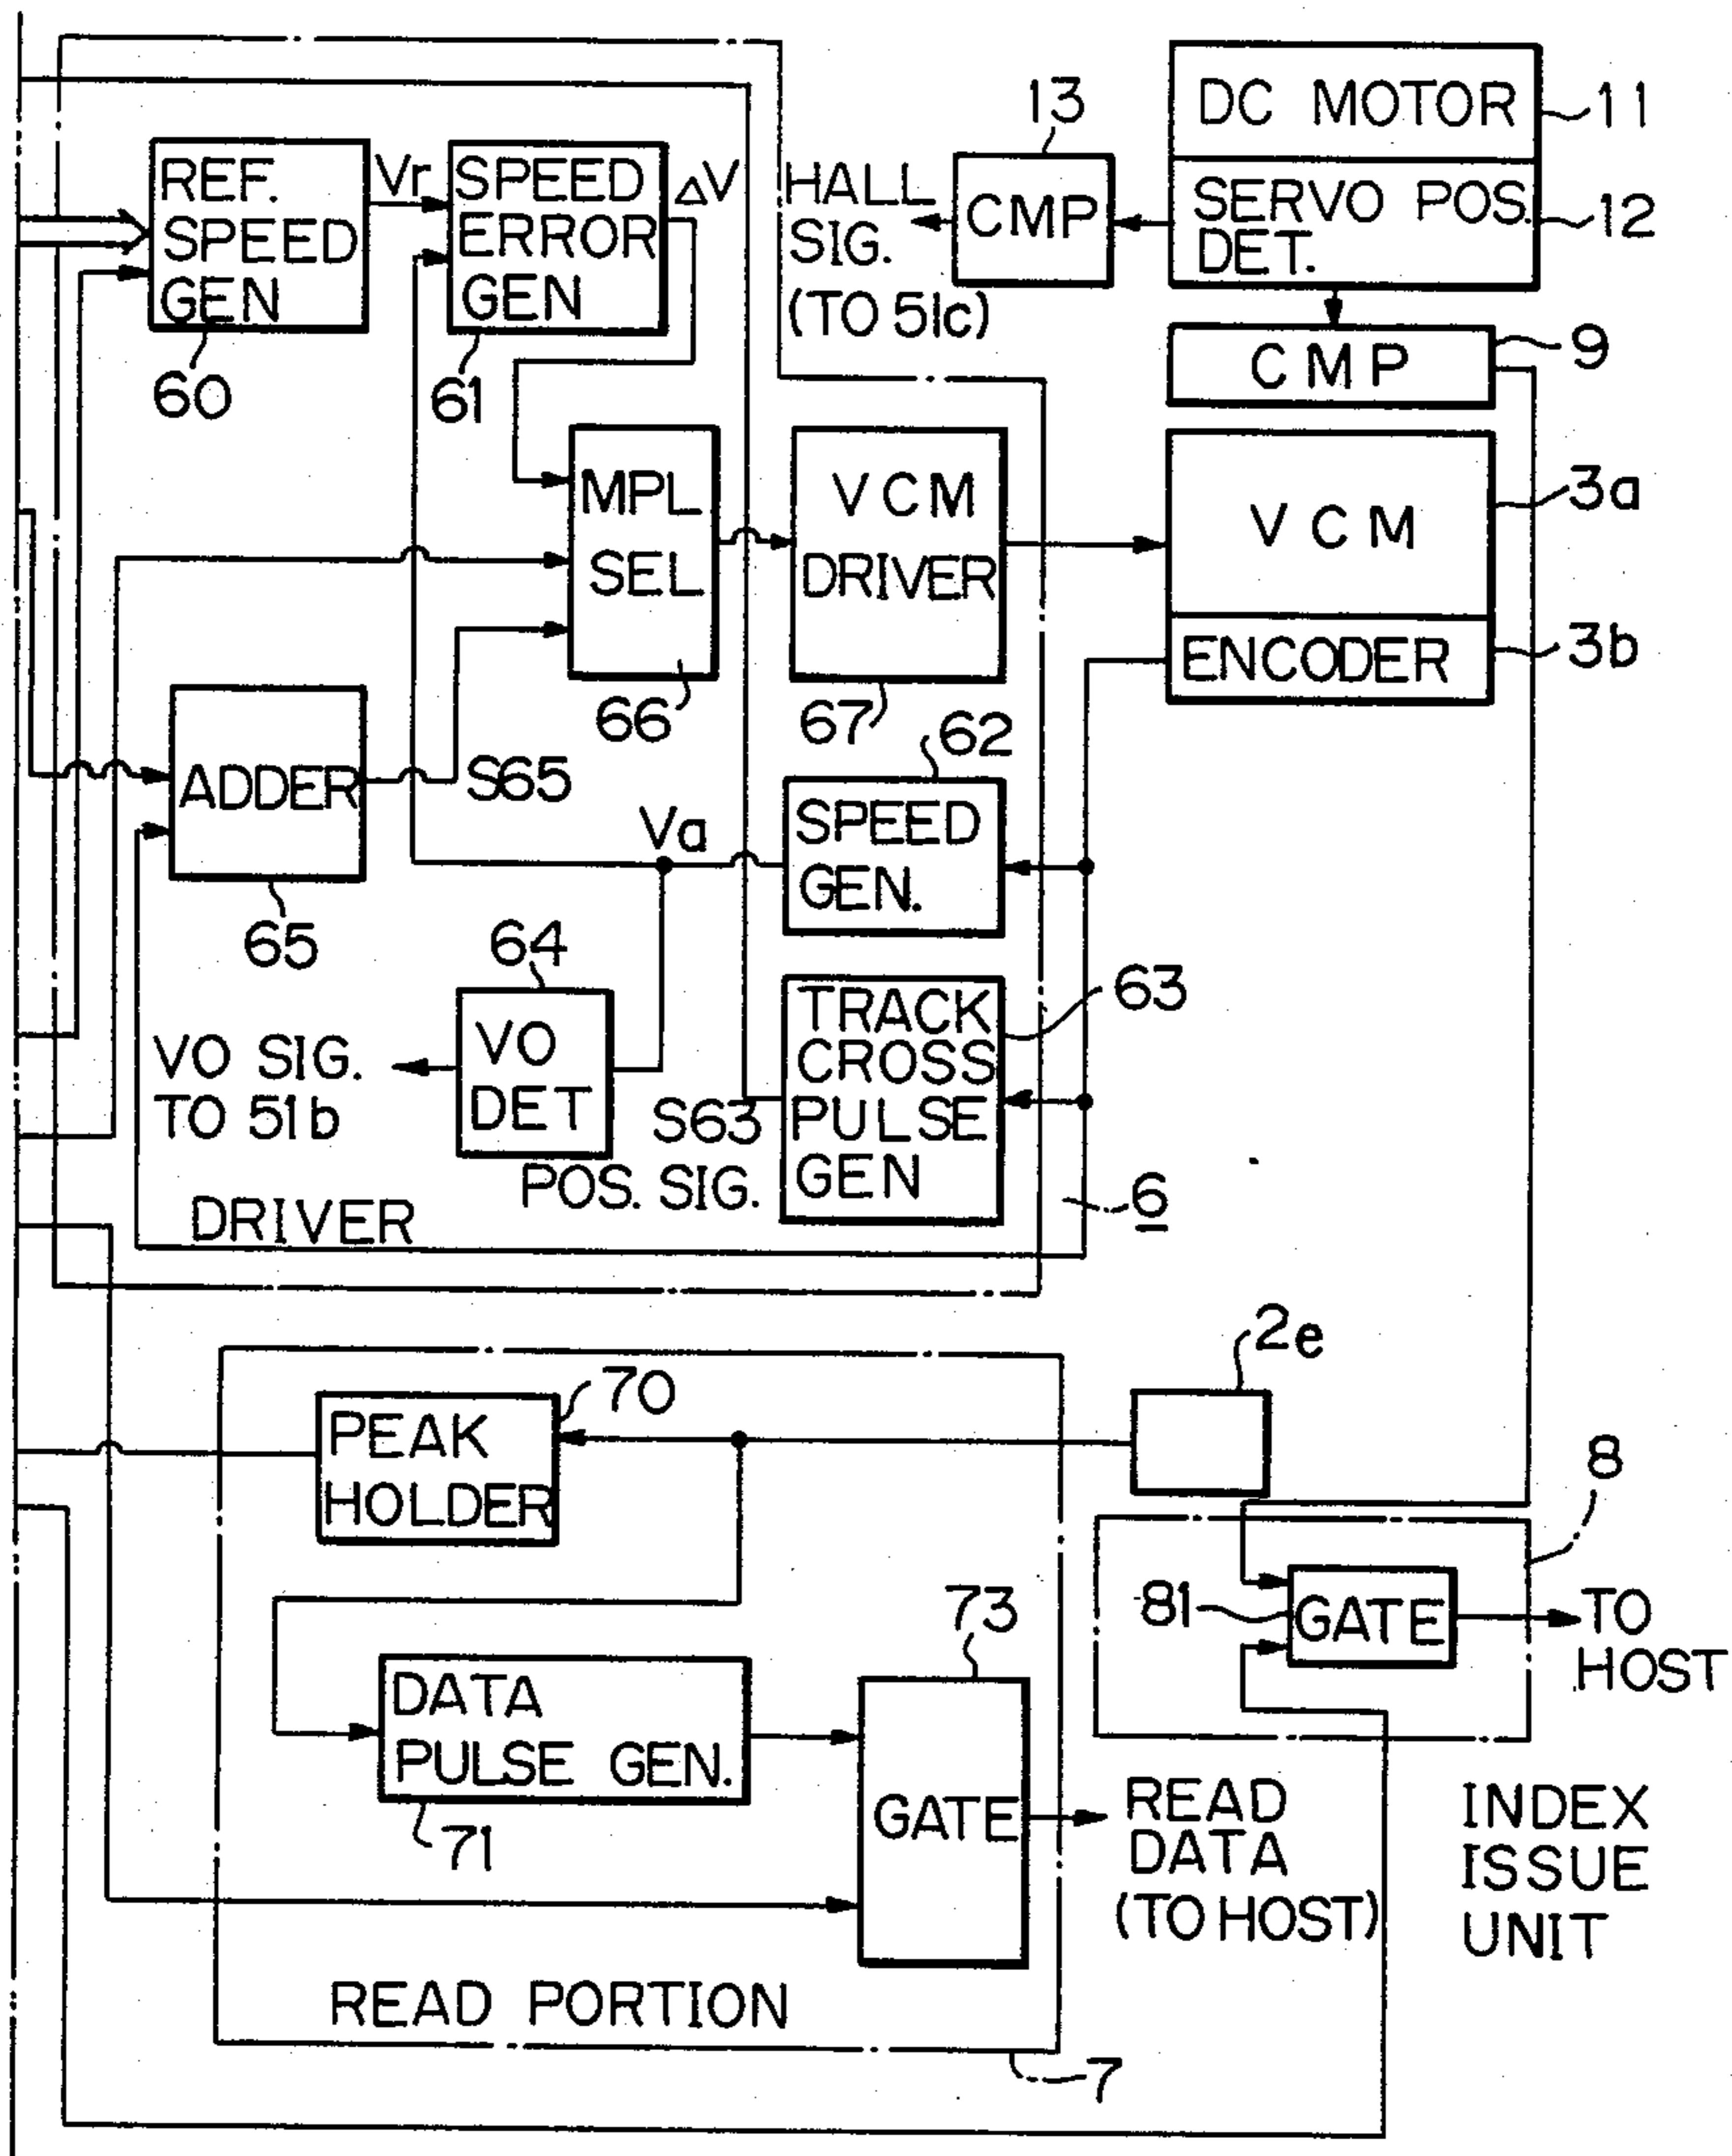 13
DC MOTOR
11
REF.
SPEED
GEN
60
Vr
SPEED
ERROR
GEN
61
ΔV
HALL
SIG.
(TO 51c)
CMP
SERVO POS.
DET.
12
CMP
9
MPL
SEL
66
VCM
DRIVER
67
VCM
3a
ENCODER
3b
ADDER
65
S65
Va
62
SPEED
GEN.
64
VO
DET
VO SIG.
TO 51b
S63
POS. SIG.
TRACK
CROSS
PULSE
GEN
63
6
DRIVER
2e
PEAK
HOLDER
70
8
81
GATE
TO
HOST
DATA
PULSE GEN.
71
73
GATE
READ
DATA
(TO HOST)
INDEX
ISSUE
UNIT
READ PORTION
7